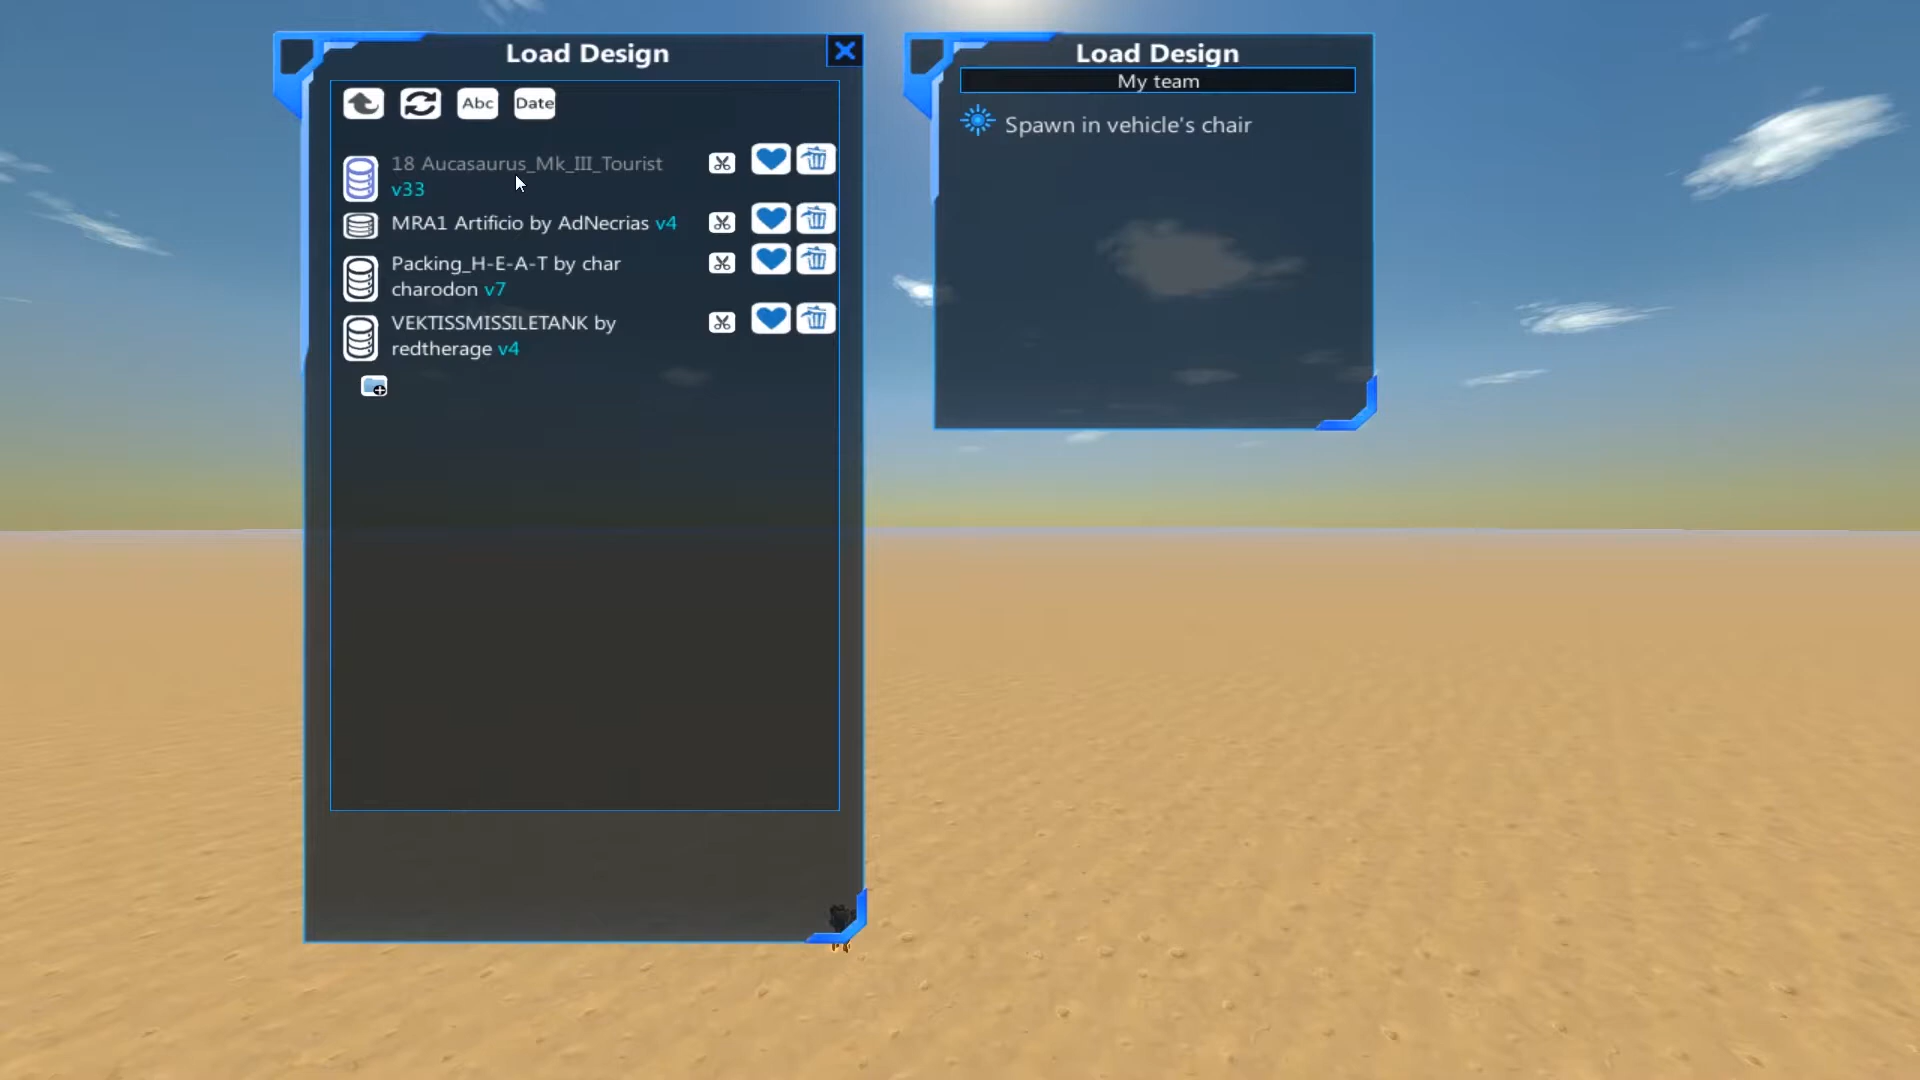 Load Design
Abc
Date
18 Aucasaurus_Mk_III_Tourist
v33
MRA1 Artificio by AdNecrias v4
Packing_H-E-A-T by char
charodon v7
VEKTISSMISSILETANK by
redtherage v4
Load Design
My team
Spawn in vehicle's chair